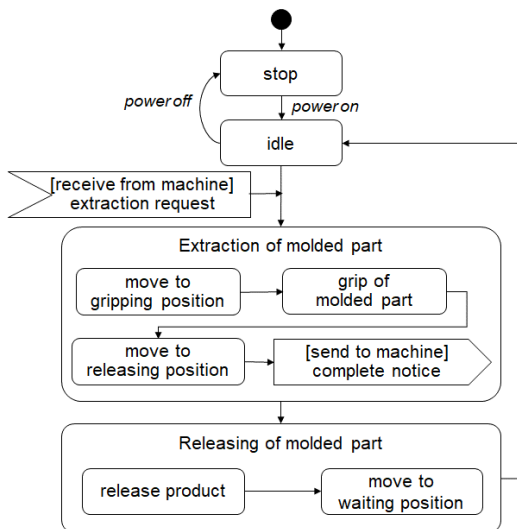 stop
power off
power on
idle
[receive from machine]
extraction request
Extraction of molded part
move to
gripping position
grip of
molded part
move to
releasing position
[send to machine]
complete notice
Releasing of molded part
release product
move to
waiting position